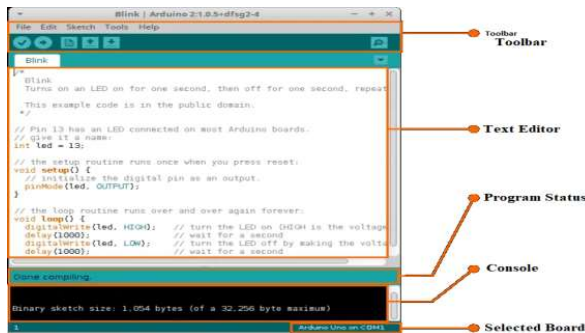 Blink | Arduino 2:1.0.5+dfsg2-4
File Edit Sketch Tools Help
Toolbar
Toolbar
Blink
/*
Blink
Turns on an LED on for one second, then off for one second, repeat
This example code is in the public domain.
*/
// Pin 13 has an LED connected on most Arduino boards.
// give it a name:
int led = 13;
Text Editor
// the setup routine runs once when you press reset:
void setup() {
// initialize the digital pin as an output.
pinMode(led, OUTPUT);
}
Program Status
// the loop routine runs over and over again forever:
void loop() {
digitalWrite(led, HIGH); // turn the LED on (HIGH is the voltage
delay(1000); // wait for a second
digitalWrite(led, LOW); // turn the LED off by making the volta
delay(1000); // wait for a second
Console
Done compiling.
Binary sketch size: 1,054 bytes (of a 32,256 byte maximum)
1
Arduino Uno on COM1
Selected Board